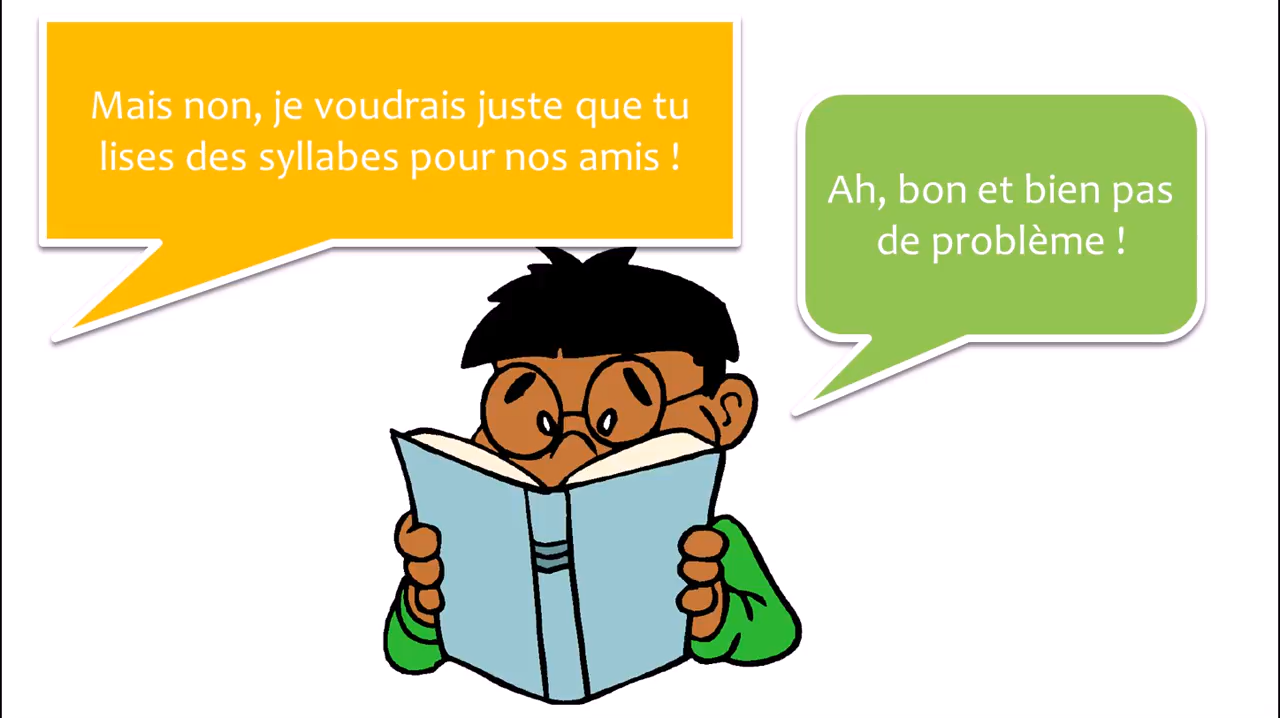 Mais non, je voudrais juste que tu
lises des syllabes pour nos amis !
Ah, bon et bien pas
de problème !